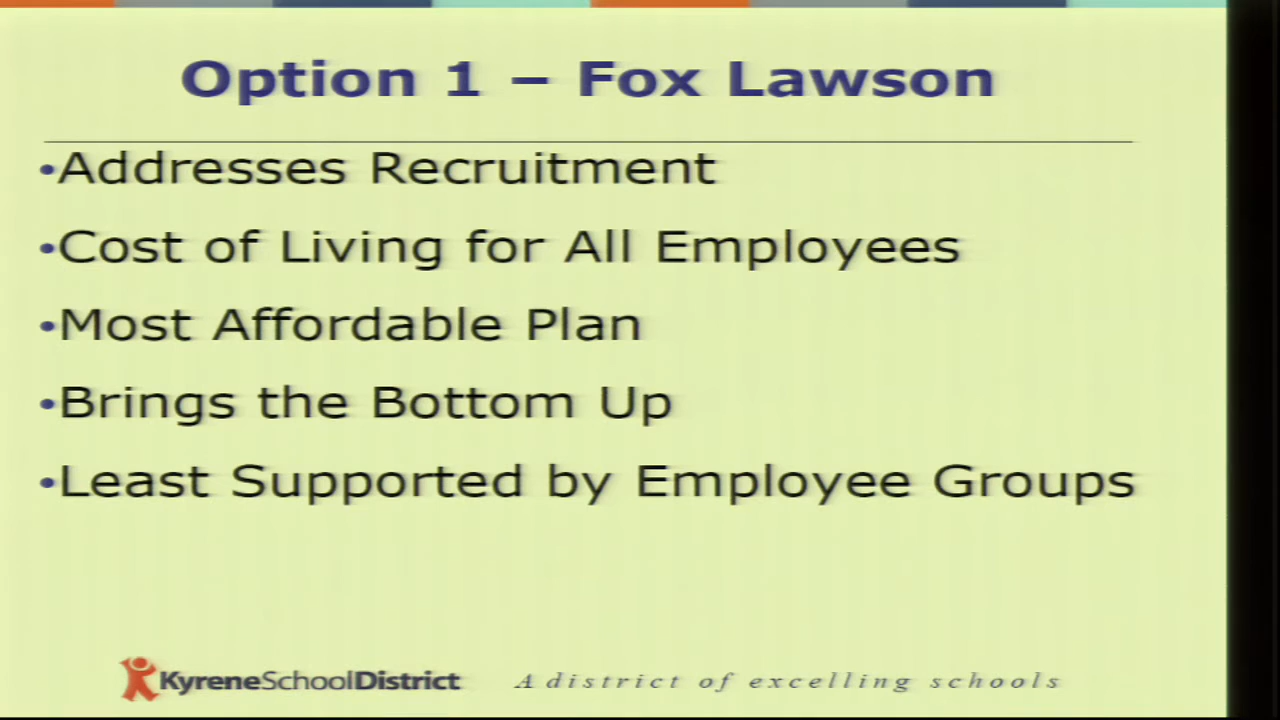 Option 1 – Fox Lawson
•Addresses Recruitment
•Cost of Living for All Employees
•Most Affordable Plan
•Brings the Bottom Up
•Least Supported by Employee Groups
KyreneSchoolDistrict A district of excelling schools